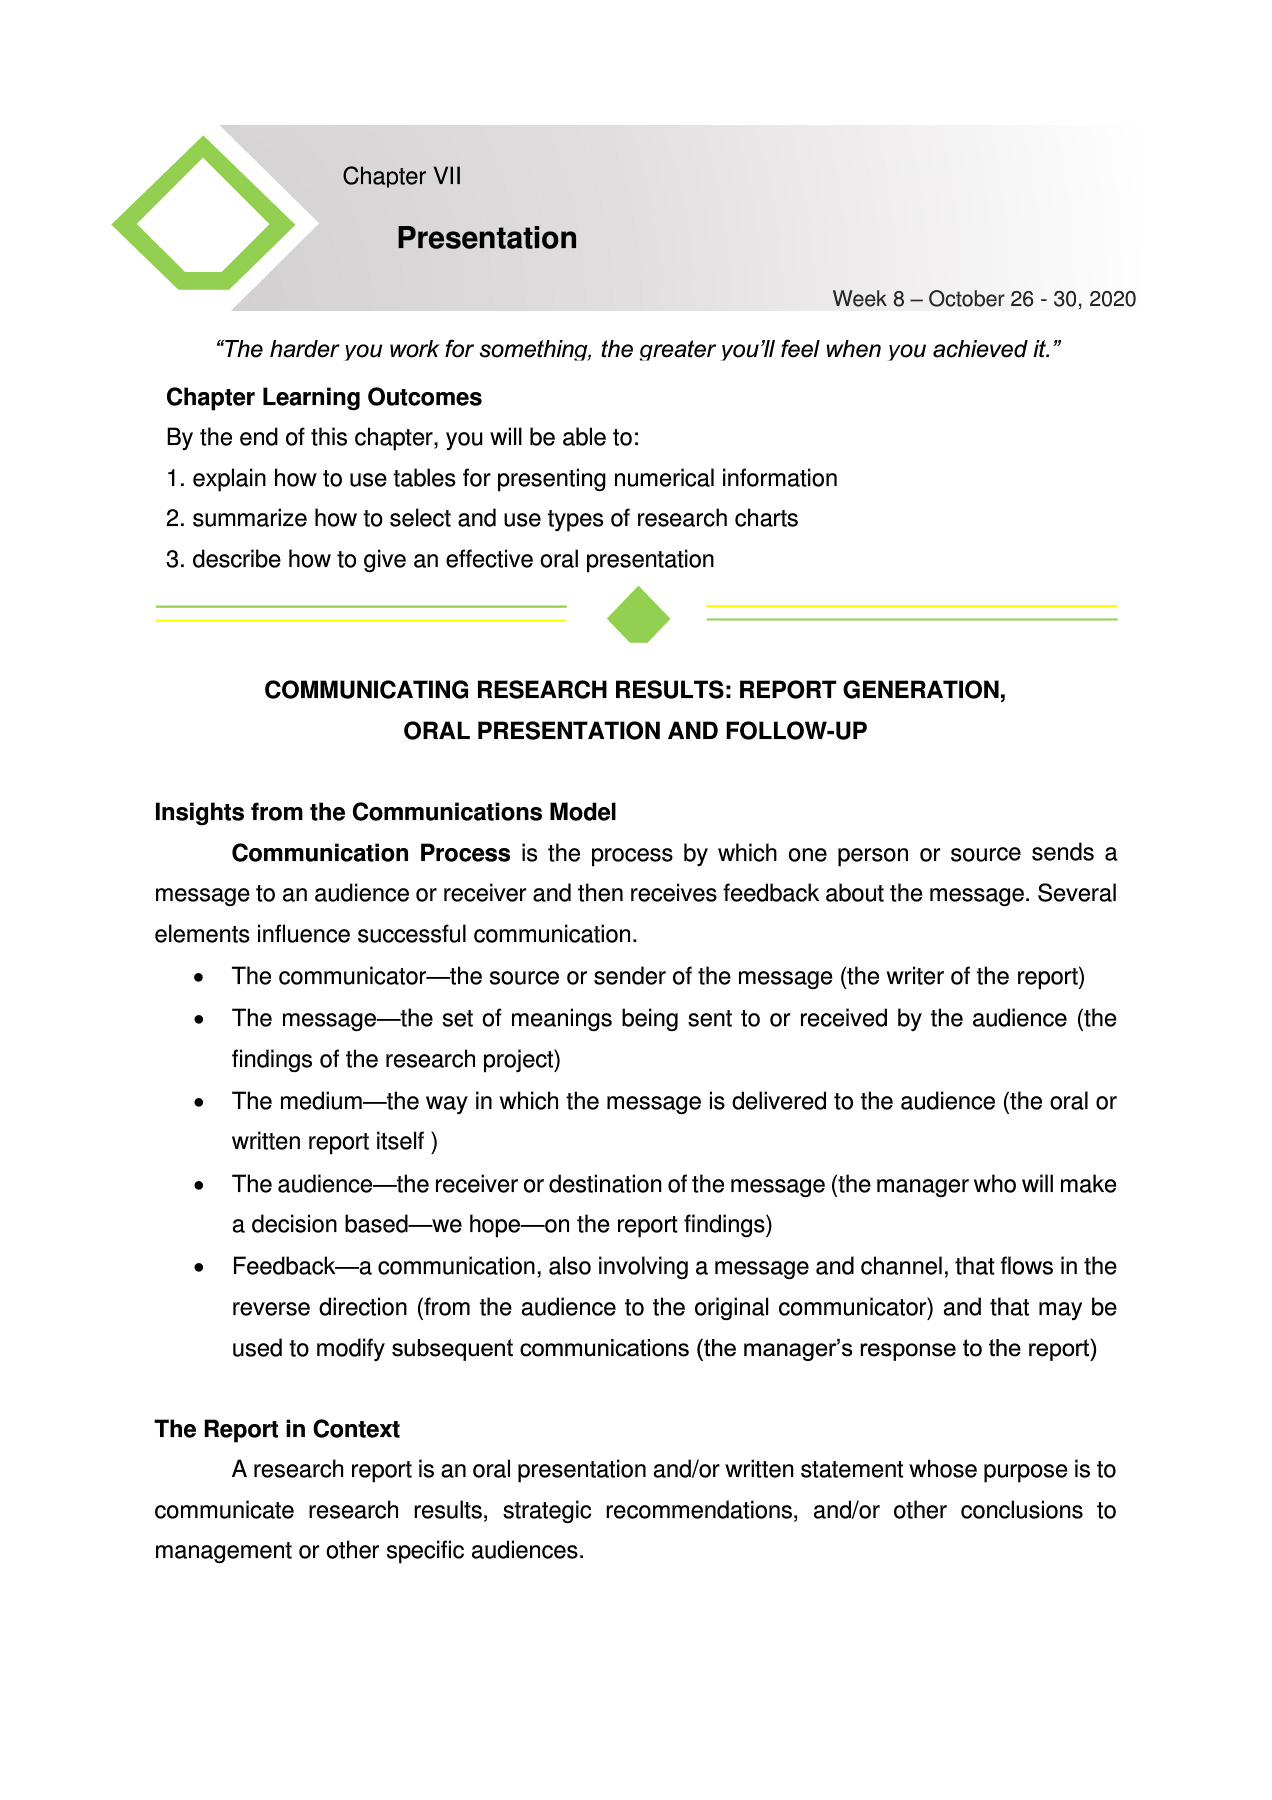 Chapter VII
Presentation
Week 8 – October 26 - 30, 2020
“The harder you work for something, the greater you’ll feel when you achieved it.”
Chapter Learning Outcomes
By the end of this chapter, you will be able to:
1. explain how to use tables for presenting numerical information
2. summarize how to select and use types of research charts
3. describe how to give an effective oral presentation
COMMUNICATING RESEARCH RESULTS: REPORT GENERATION,
ORAL PRESENTATION AND FOLLOW-UP
Insights from the Communications Model
Communication Process is the process by which one person or source sends a
message to an audience or receiver and then receives feedback about the message. Several
elements influence successful communication.
• The communicator—the source or sender of the message (the writer of the report)
• The message—the set of meanings being sent to or received by the audience (the
findings of the research project)
• The medium—the way in which the message is delivered to the audience (the oral or
written report itself )
• The audience—the receiver or destination of the message (the manager who will make
a decision based—we hope—on the report findings)
• Feedback—a communication, also involving a message and channel, that flows in the
reverse direction (from the audience to the original communicator) and that may be
used to modify subsequent communications (the manager’s response to the report)
The Report in Context
A research report is an oral presentation and/or written statement whose purpose is to
communicate research results, strategic recommendations, and/or other conclusions to
management or other specific audiences.